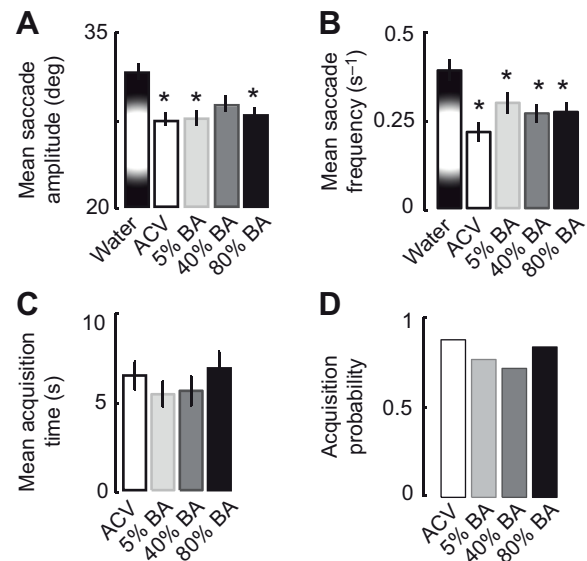 A
Mean saccade
amplitude (deg)
35
20
*
*
*
Water
ACV
5% BA
40% BA
80% BA
B
Mean saccade
frequency (s⁻¹)
0.5
0.25
0
*
*
*
*
Water
ACV
5% BA
40% BA
80% BA
C
Mean acquisition
time (s)
10
5
0
ACV
5% BA
40% BA
80% BA
D
Acquisition
probability
1
0.5
0
ACV
5% BA
40% BA
80% BA